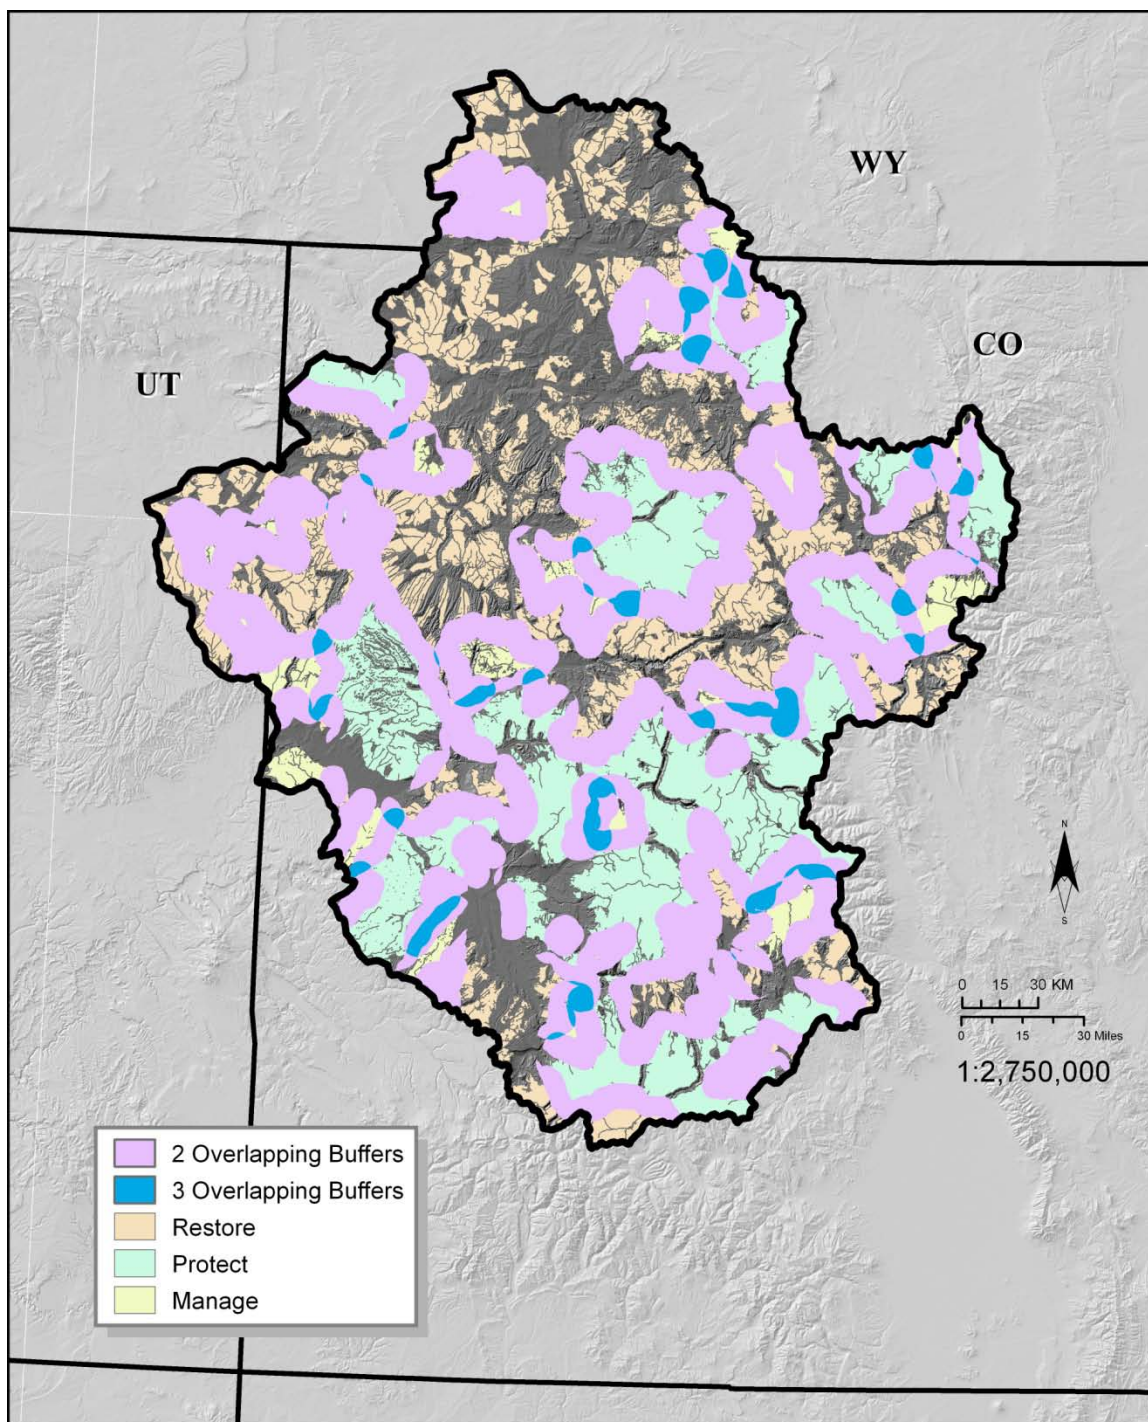 WY
CO
UT
N
S
0 15 30 KM
0 15 30 Miles
1:2,750,000
2 Overlapping Buffers
3 Overlapping Buffers
Restore
Protect
Manage